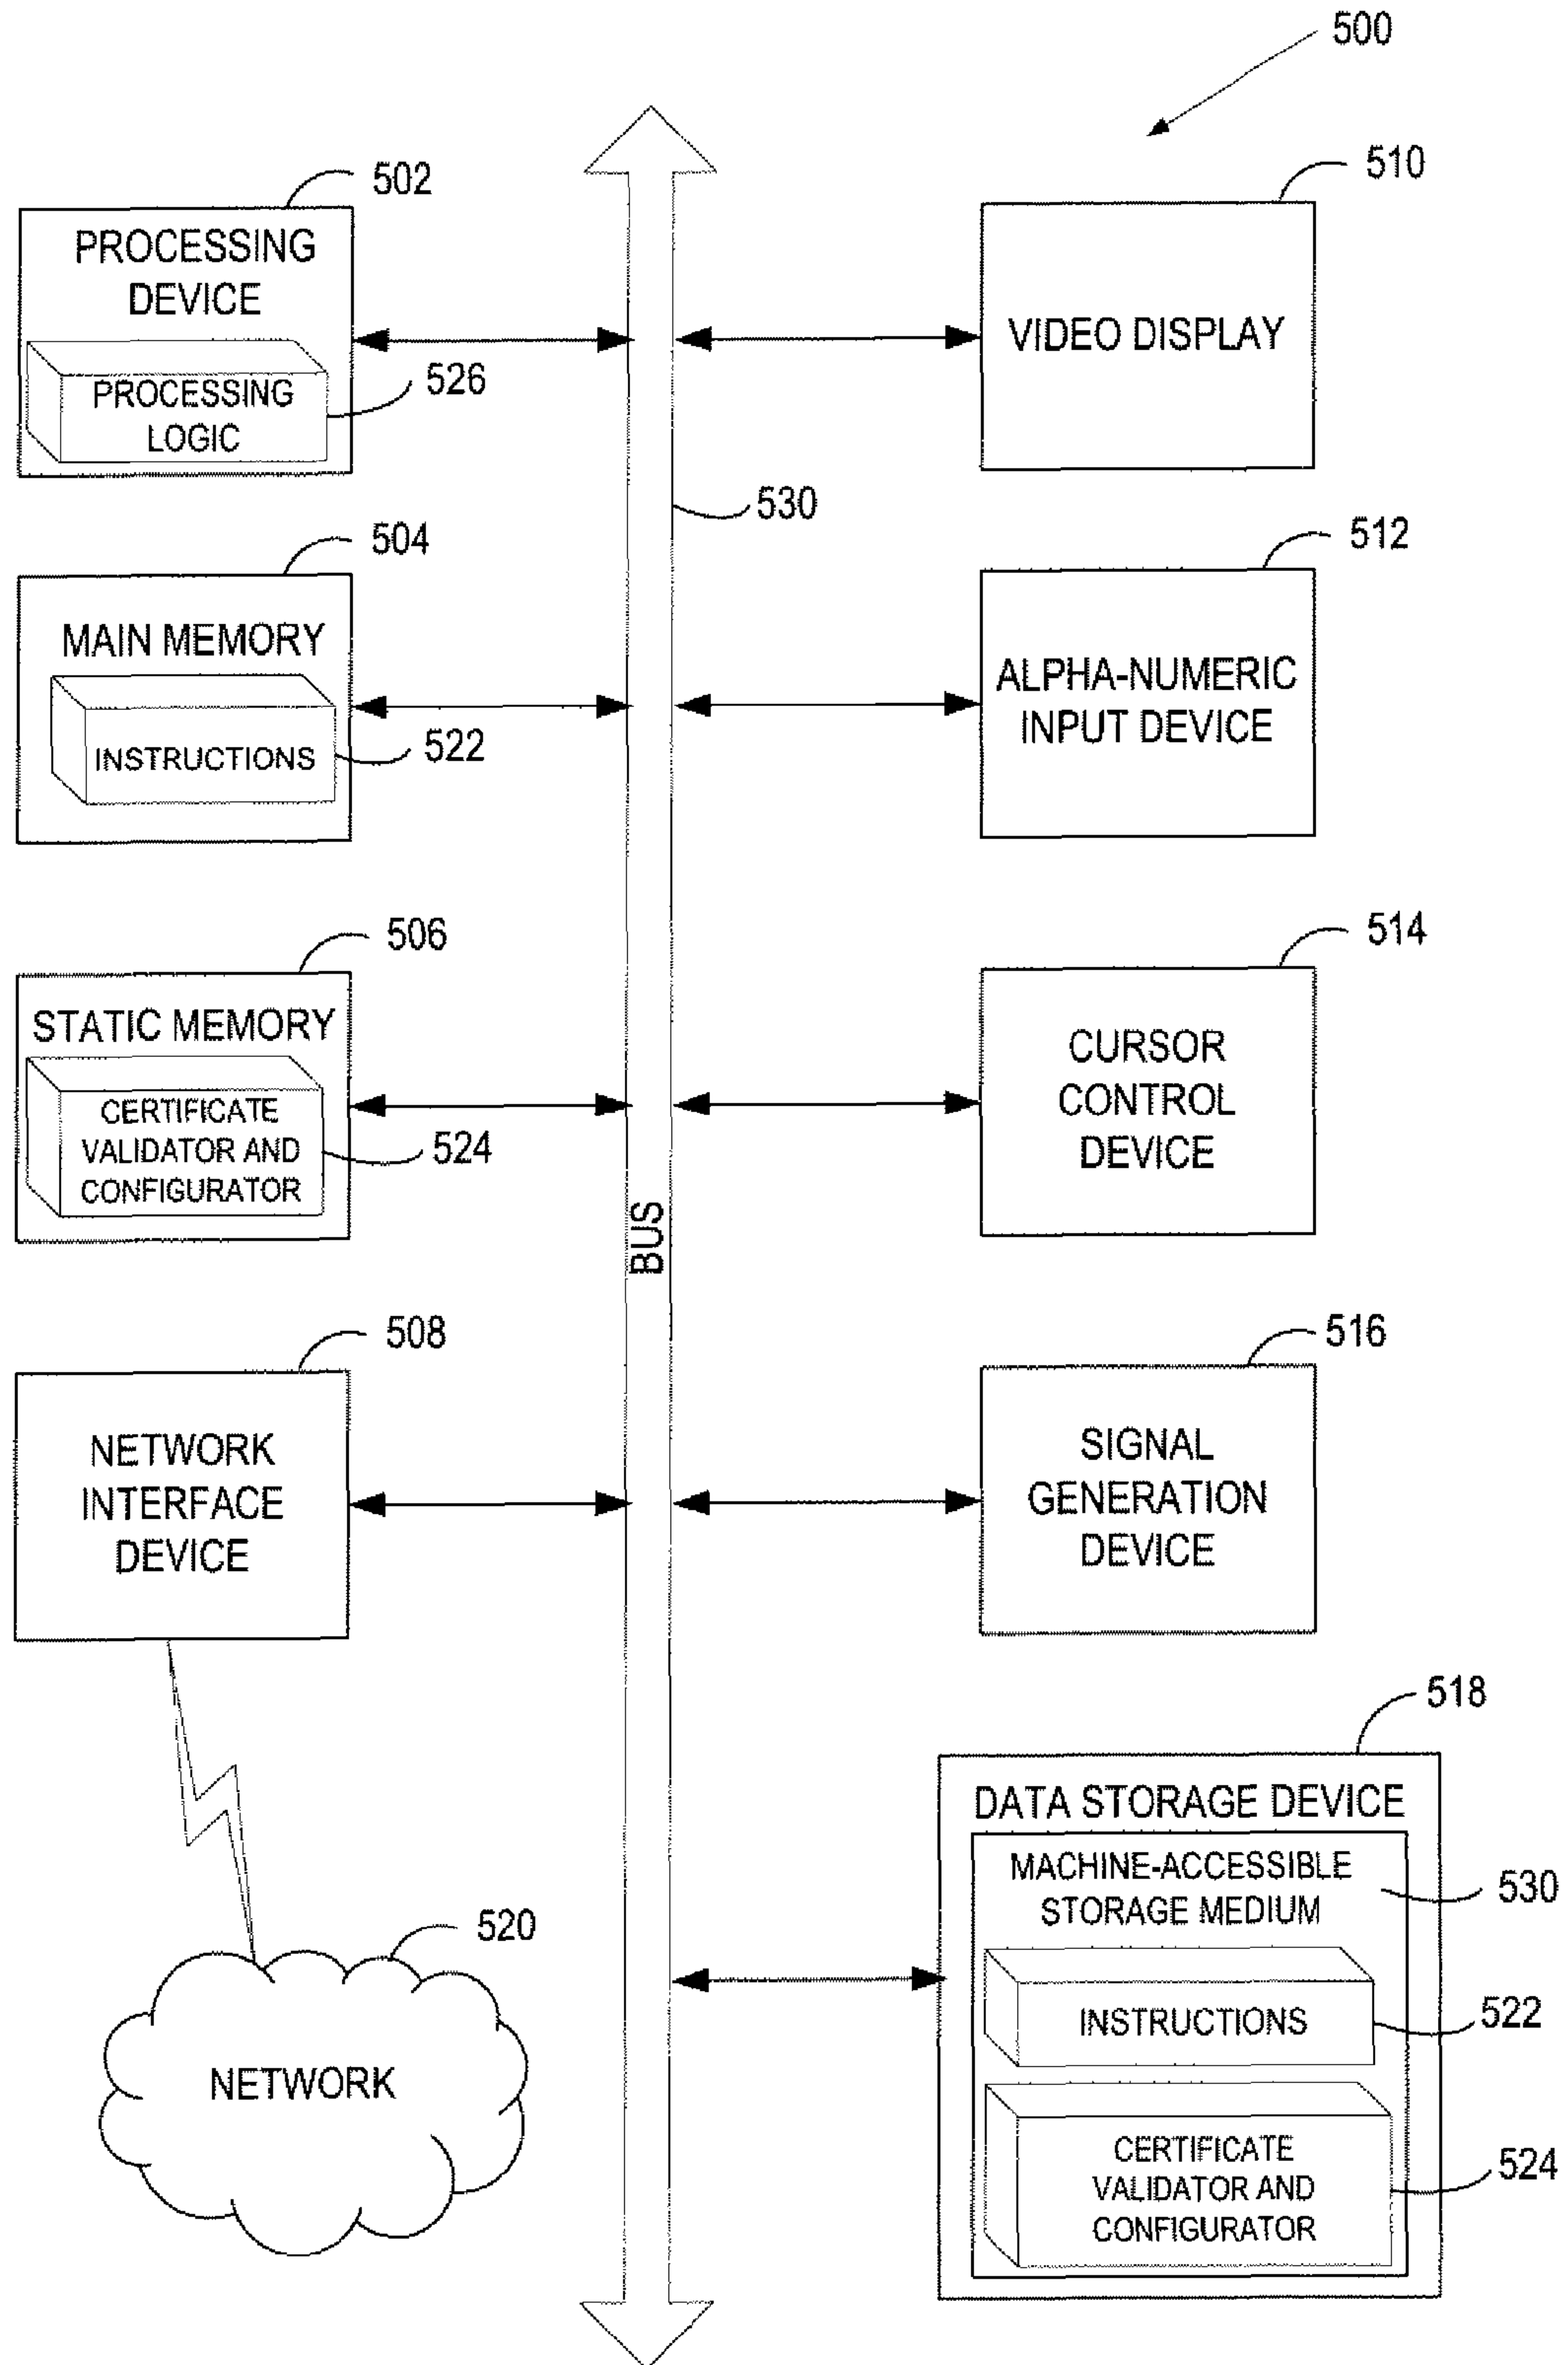 500
502
PROCESSING
DEVICE
PROCESSING
LOGIC
526
510
VIDEO DISPLAY
530
504
MAIN MEMORY
INSTRUCTIONS
522
512
ALPHA-NUMERIC
INPUT DEVICE
506
STATIC MEMORY
CERTIFICATE
VALIDATOR AND
CONFIGURATOR
524
514
CURSOR
CONTROL
DEVICE
BUS
508
NETWORK
INTERFACE
DEVICE
516
SIGNAL
GENERATION
DEVICE
520
NETWORK
518
DATA STORAGE DEVICE
MACHINE-ACCESSIBLE
STORAGE MEDIUM
530
INSTRUCTIONS
522
CERTIFICATE
VALIDATOR AND
CONFIGURATOR
524